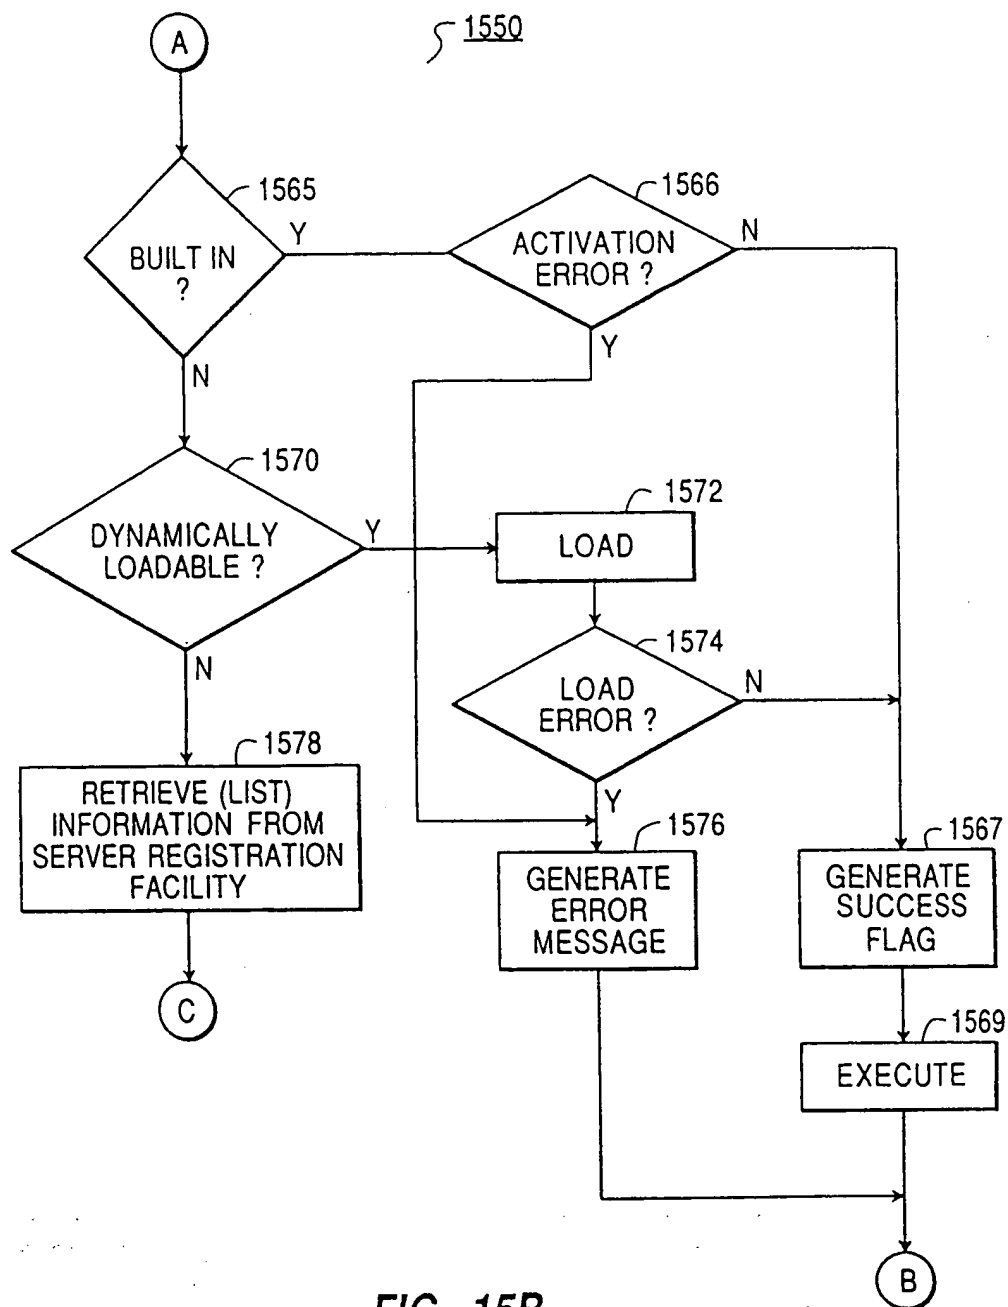 A
1550
1565
BUILT IN
?
Y
N
1566
ACTIVATION
ERROR ?
N
Y
1570
DYNAMICALLY
LOADABLE ?
Y
N
1572
LOAD
1574
LOAD
ERROR ?
N
Y
1578
RETRIEVE (LIST)
INFORMATION FROM
SERVER REGISTRATION
FACILITY
C
1576
GENERATE
ERROR
MESSAGE
1567
GENERATE
SUCCESS
FLAG
1569
EXECUTE
B
FIG. 15B